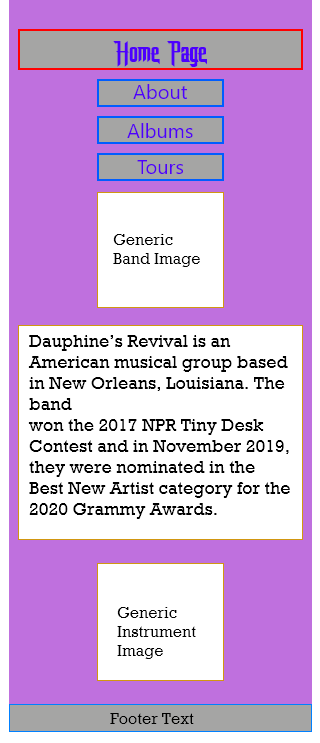 Home Page
About
Albums
Tours
Generic
Band Image
Dauphine’s Revival is an
American musical group based
in New Orleans, Louisiana. The
band
won the 2017 NPR Tiny Desk
Contest and in November 2019,
they were nominated in the
Best New Artist category for the
2020 Grammy Awards.
Generic
Instrument
Image
Footer Text